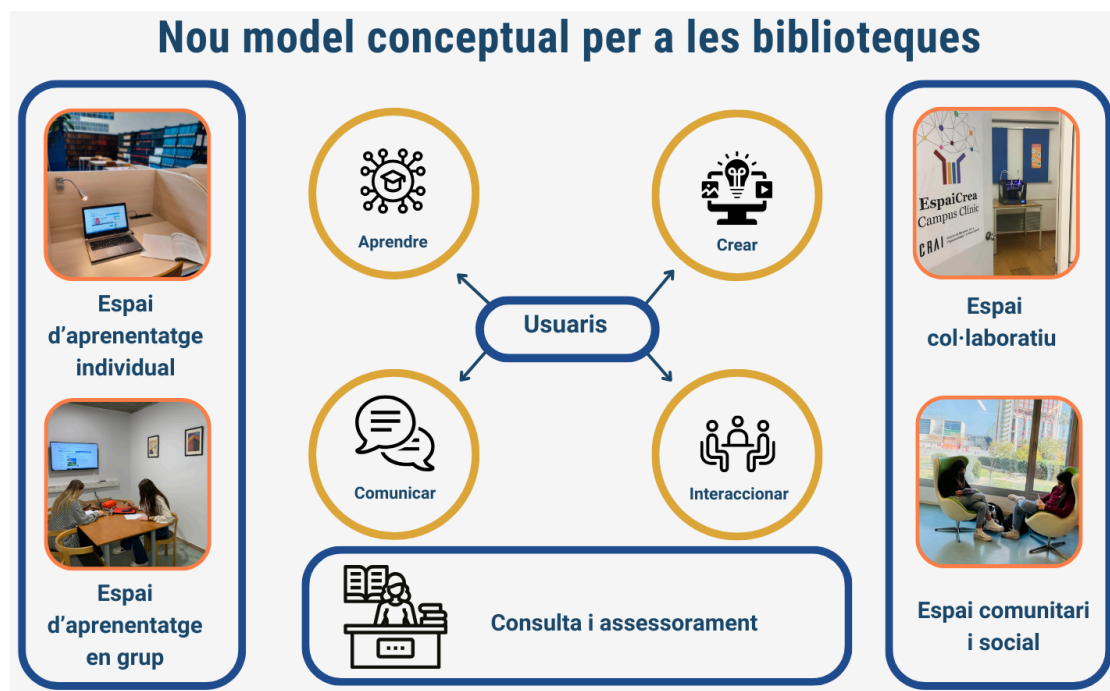 Nou model conceptual per a les biblioteques
Espai
d’aprenentatge
individual
Espai
d’aprenentatge
en grup
Aprendre
Crear
Usuaris
Comunicar
Interaccionar
Consulta i assessorament
EspaiCrea
Campus Clínic
CRAI
Espai
col·laboratiu
Espai comunitari
i social